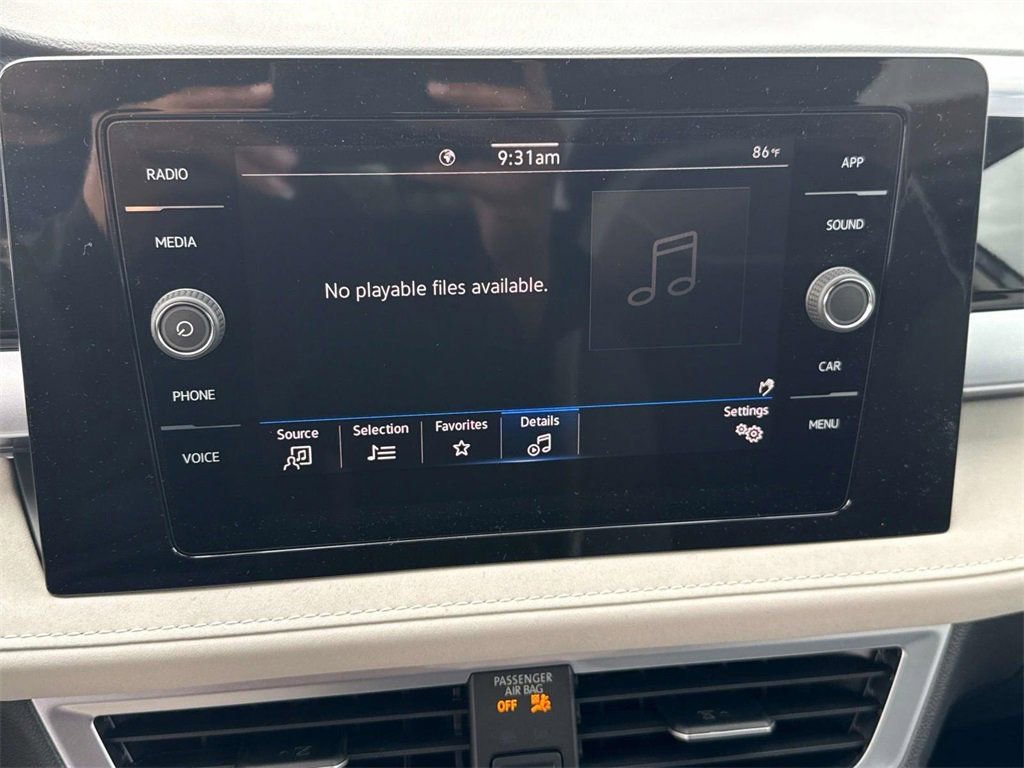 9:31am
86°F
RADIO
MEDIA
PHONE
VOICE
No playable files available.
APP
SOUND
CAR
MENU
Source
Selection
Favorites
Details
Settings
PASSENGER
AIR BAG
OFF